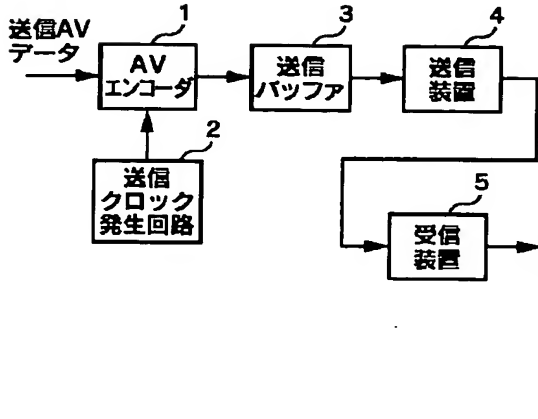 送信AV
データ
1
AV
エンコーダ
2
送信
クロック
発生回路
3
送信
バッファ
4
送信
装置
5
受信
装置